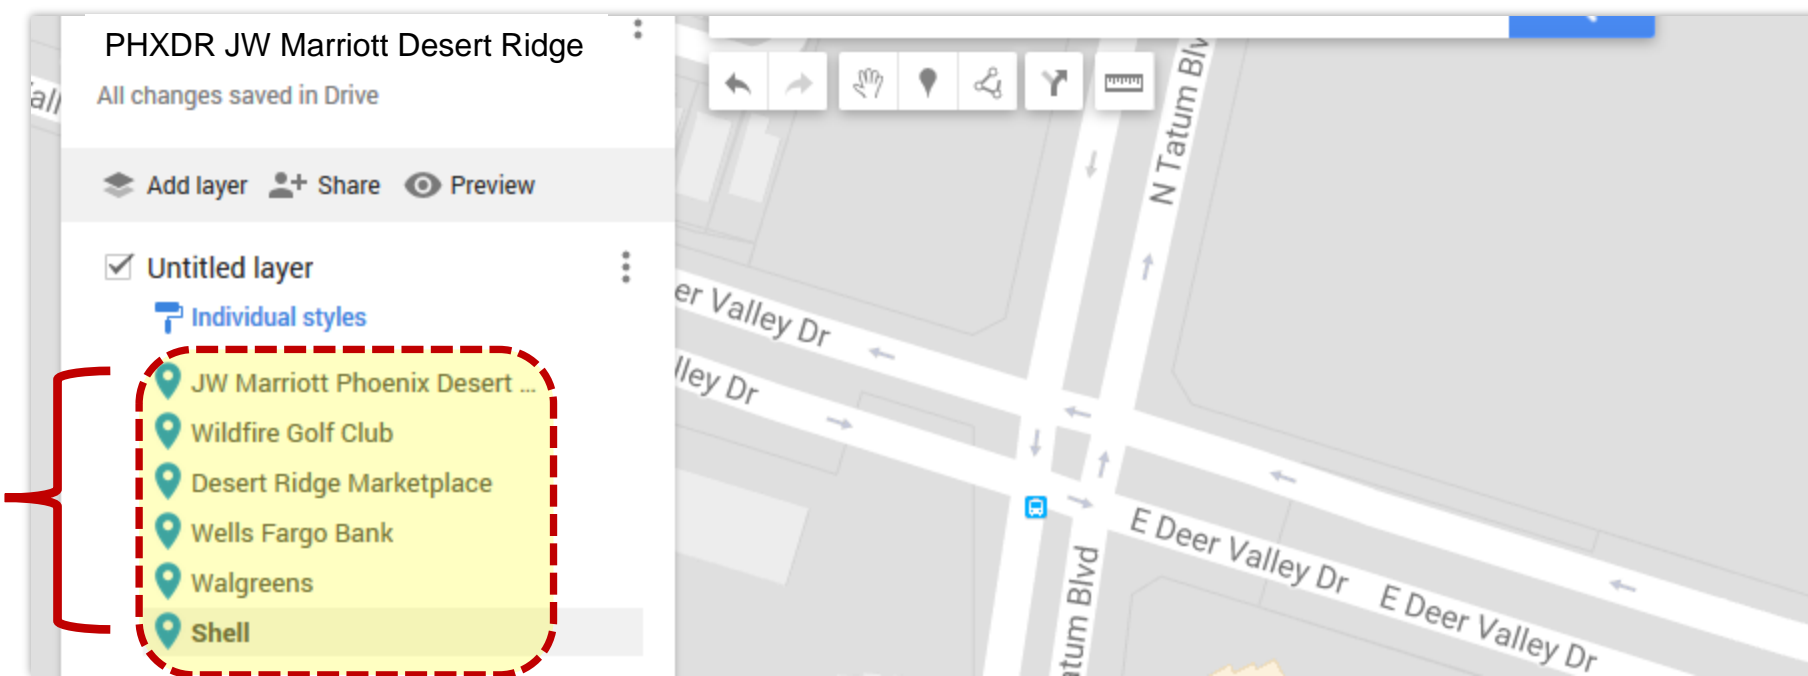 PHXDR JW Marriott Desert Ridge
All changes saved in Drive
Add layer Share Preview
Untitled layer
Individual styles
JW Marriott Phoenix Desert ...
Wildfire Golf Club
Desert Ridge Marketplace
Wells Fargo Bank
Walgreens
Shell
all
N Tatum Blv
er Valley Dr
lley Dr
E Deer Valley Dr
E Deer Valley Dr
atum Blvd